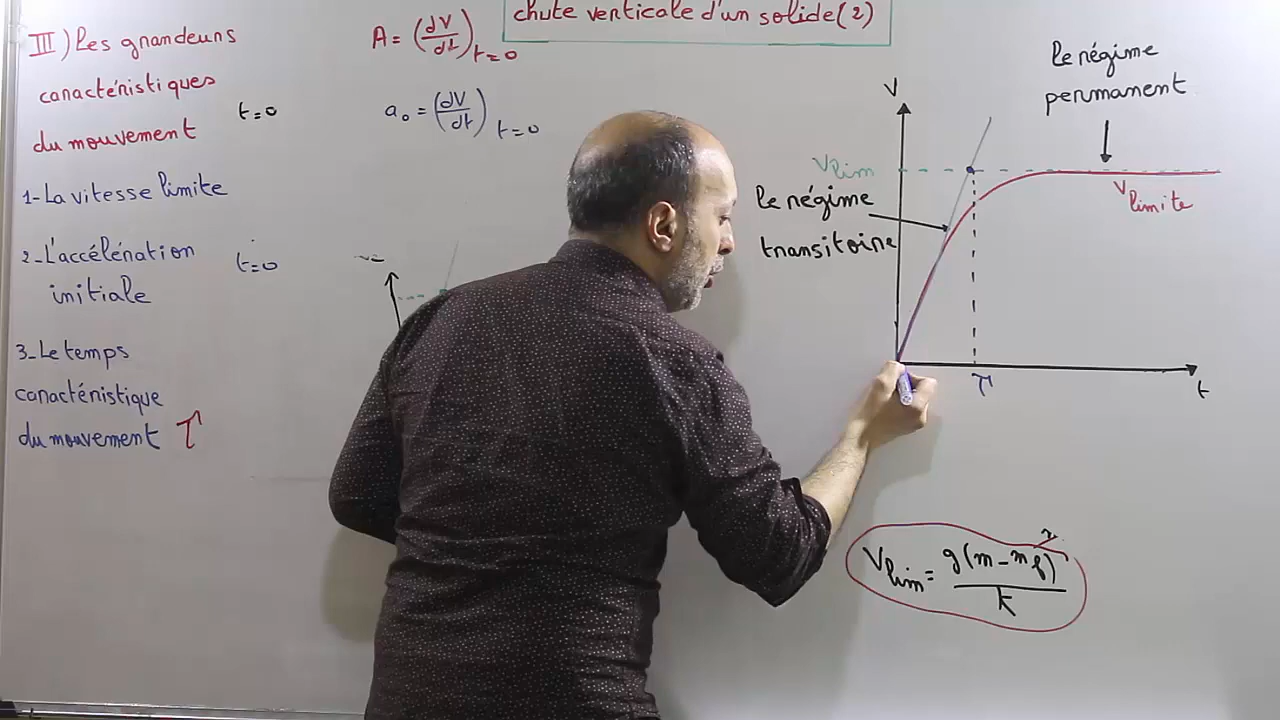 chute verticale d'un solide (2)
III) Les grandeurs
caractéristiques
du mouvement
t=0
A = (dV/dt) t=0
a₀ = (dV/dt) t=0
1-La vitesse limite
2-L'accélération
initiale
t=0
3-Le temps
caractéristique
du mouvement τ
le régime
permanent
V
Vlim
Vlimite
le régime
transitoire
τ
t